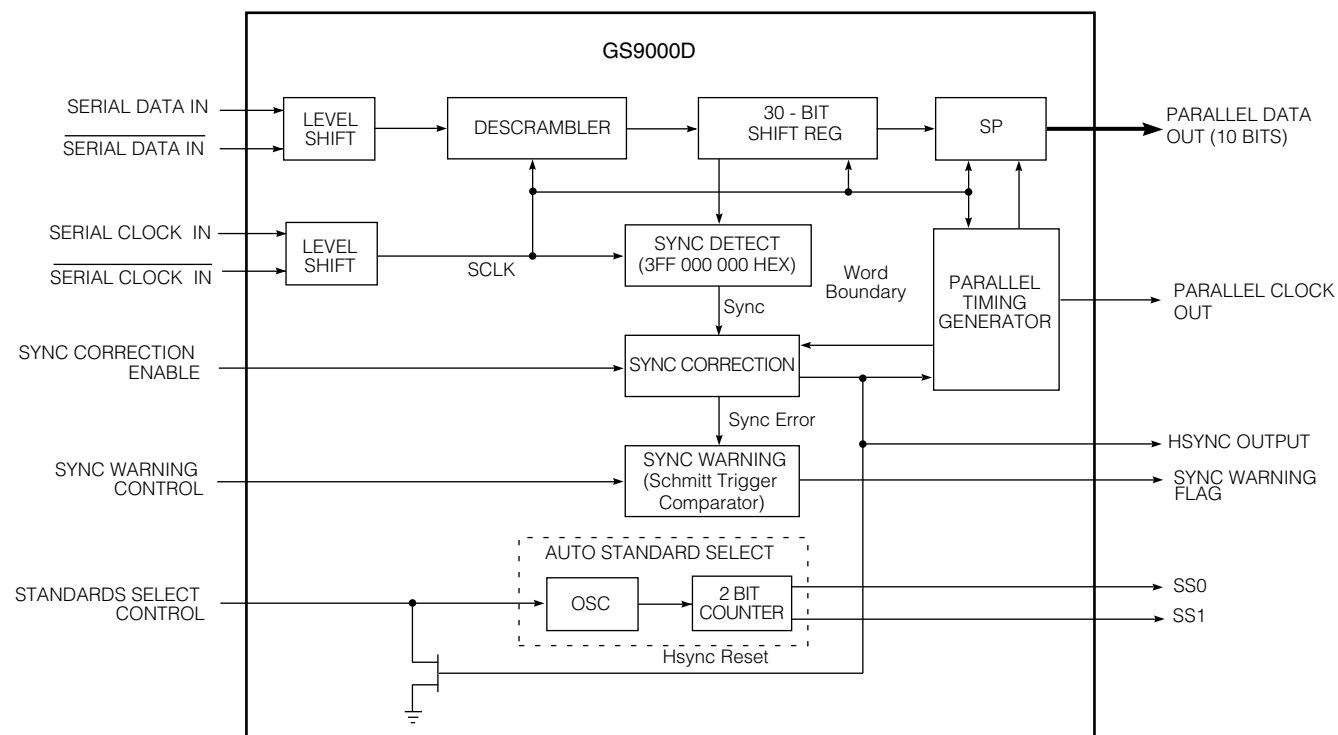 GS9000D
SERIAL DATA IN
SERIAL DATA IN
LEVEL
SHIFT
DESCRAMBLER
30 - BIT
SHIFT REG
SP
PARALLEL DATA
OUT (10 BITS)
SERIAL CLOCK IN
SERIAL CLOCK IN
LEVEL
SHIFT
SCLK
SYNC DETECT
(3FF 000 000 HEX)
Word
Boundary
PARALLEL
TIMING
GENERATOR
PARALLEL CLOCK
OUT
Sync
SYNC CORRECTION
ENABLE
SYNC CORRECTION
Sync Error
HSYNC OUTPUT
SYNC WARNING
CONTROL
SYNC WARNING
(Schmitt Trigger
Comparator)
SYNC WARNING
FLAG
AUTO STANDARD SELECT
STANDARDS SELECT
CONTROL
OSC
2 BIT
COUNTER
SS0
SS1
Hsync Reset